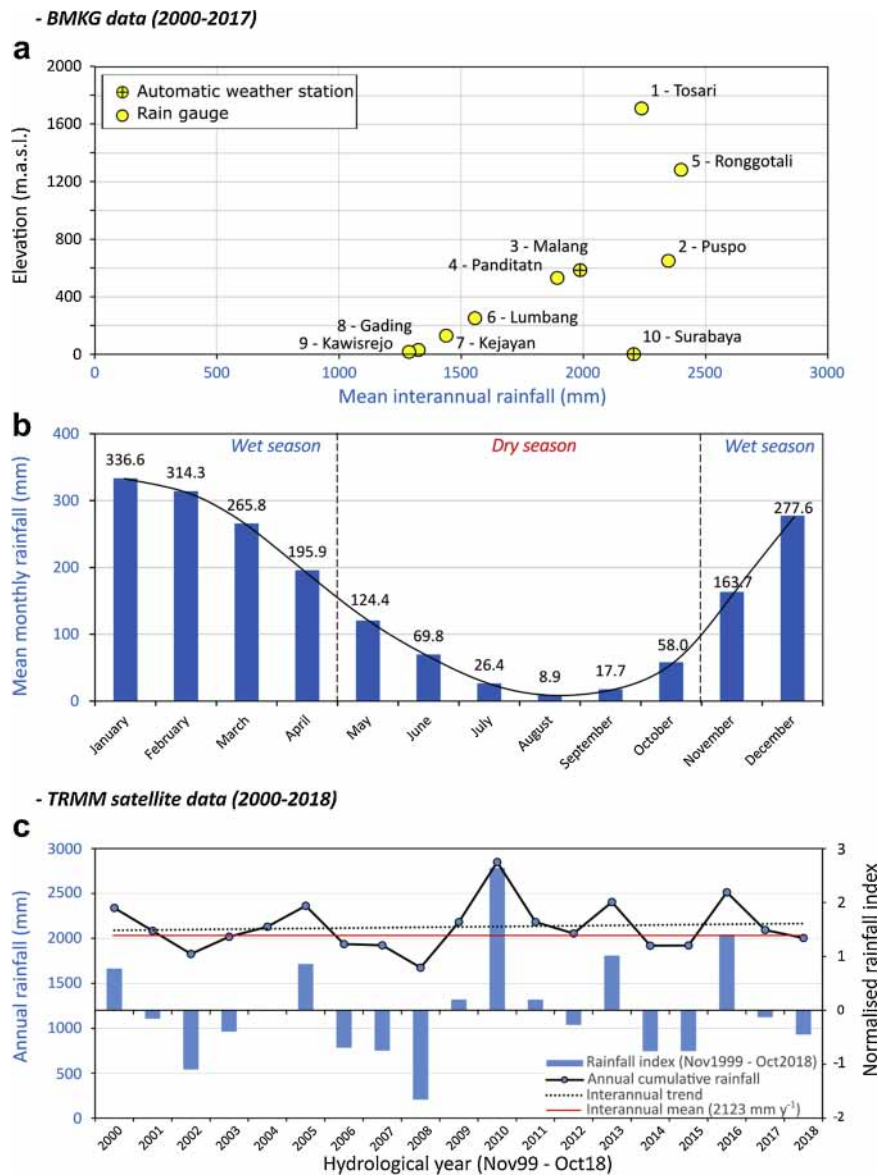 - BMKG data (2000-2017)
a
2000
1600
1200
800
400
0
Elevation (m.a.s.l.)
Automatic weather station
Rain gauge
1 - Tosari
5 - Ronggotali
3 - Malang
2 - Puspo
4 - Panditatn
6 - Lumbang
8 - Gading
10 - Surabaya
9 - Kawisrejo
7 - Kejayan
0 500 1000 1500 2000 2500 3000
Mean interannual rainfall (mm)
b
400
300
200
100
0
Mean monthly rainfall (mm)
Wet season Dry season Wet season
336.6 314.3 265.8 195.9 124.4 69.8 26.4 8.9 17.7 58.0 163.7 277.6
January February March April May June July August September October November December
- TRMM satellite data (2000-2018)
c
3000
2500
2000
1500
1000
500
0
Annual rainfall (mm)
3
2
1
0
-1
-2
Normalised rainfall index
Rainfall index (Nov1999 - Oct2018)
Annual cumulative rainfall
Interannual trend
Interannual mean (2123 mm y⁻¹)
2000 2001 2002 2003 2004 2005 2006 2007 2008 2009 2010 2011 2012 2013 2014 2015 2016 2017 2018
Hydrological year (Nov99 - Oct18)